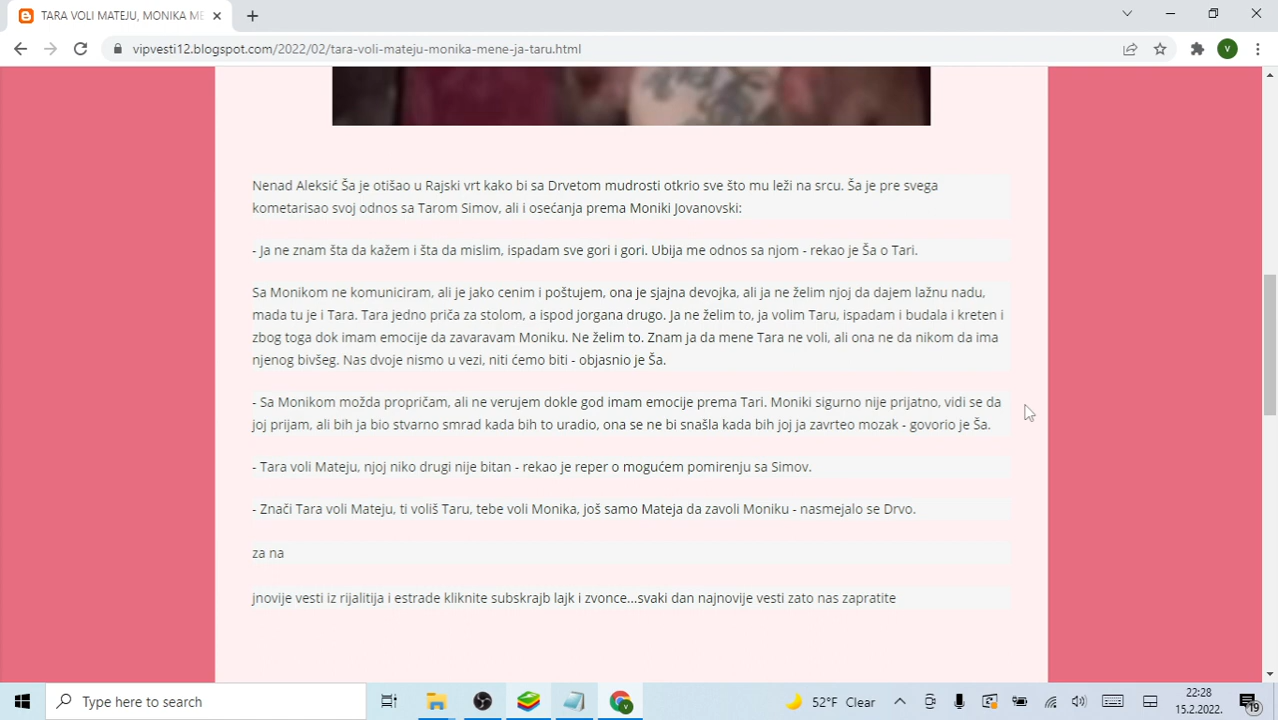 TARA VOLI MATEJU, MONIKA ME
vipvesti12.blogspot.com/2022/02/tara-voli-mateju-monika-mene-ja-taru.html
V
Nenad Aleksić Ša je otišao u Rajski vrt kako bi sa Drvetom mudrosti otkrio sve što mu leži na srcu. Ša je pre svega
kometarisao svoj odnos sa Tarom Simov, ali i osećanja prema Moniki Jovanovski:
- Ja ne znam šta da kažem i šta da mislim, ispadam sve gori i gori. Ubija me odnos sa njom - rekao je Ša o Tari.
Sa Monikom ne komuniciram, ali je jako cenim i poštujem, ona je sjajna devojka, ali ja ne želim njoj da dajem lažnu nadu,
mada tu je i Tara. Tara jedno priča za stolom, a ispod jorgana drugo. Ja ne želim to, ja volim Taru, ispadam i budala i kreten i
zbog toga dok imam emocije da zavaravam Moniku. Ne želim to. Znam ja da mene Tara ne voli, ali ona ne da nikom da ima
njenog bivšeg. Nas dvoje nismo u vezi, niti ćemo biti - objasnio je Ša.
- Sa Monikom možda propričam, ali ne verujem dokle god imam emocije prema Tari. Moniki sigurno nije prijatno, vidi se da
joj prijam, ali bih ja bio stvarno smrad kada bih to uradio, ona se ne bi snašla kada bih joj ja zavrteo mozak - govorio je Ša.
- Tara voli Mateju, njoj niko drugi nije bitan - rekao je reper o mogućem pomirenju sa Simov.
- Znači Tara voli Mateju, ti voliš Taru, tebe voli Monika, još samo Mateja da zavoli Moniku - nasmejalo se Drvo.
za na
jnovije vesti iz rijalitija i estrade kliknite subskrajb lajk i zvonce...svaki dan najnovije vesti zato nas zapratite
Type here to search
V
52°F Clear
22:28
15.2.2022.
19